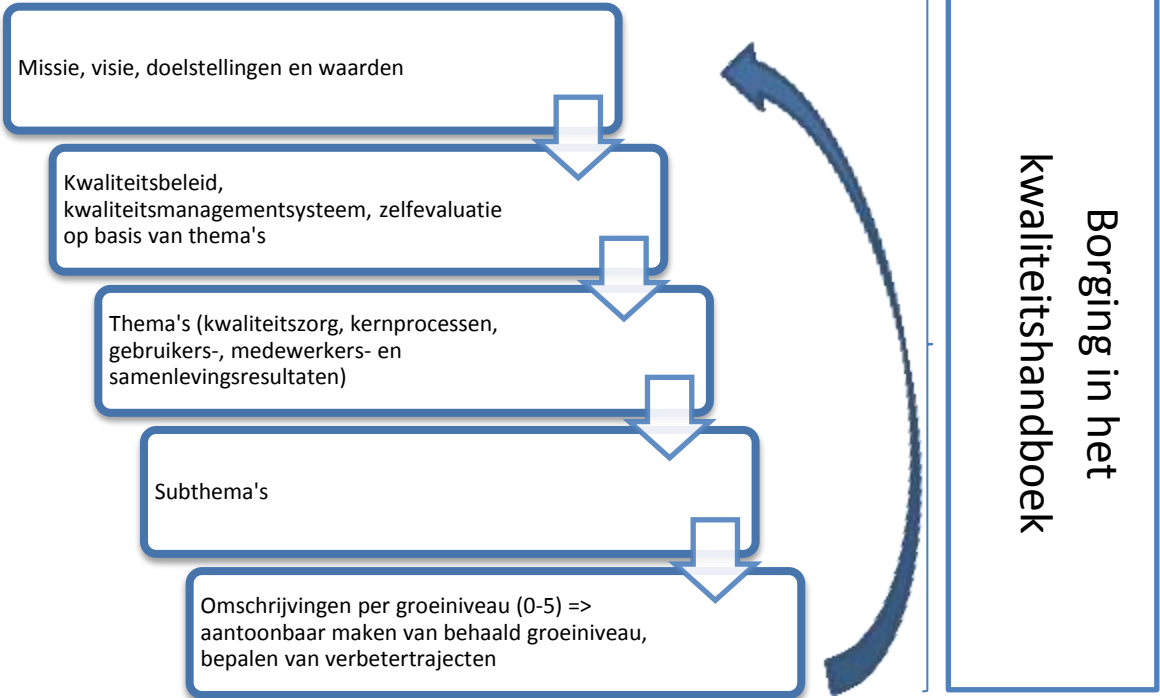 Missie, visie, doelstellingen en waarden
Kwaliteitsbeleid,
kwaliteitsmanagementsysteem, zelfevaluatie
op basis van thema's
Thema's (kwaliteitszorg, kernprocessen,
gebruikers-, medewerkers- en
samenlevingsresultaten)
Subthema's
Omschrijvingen per groeiniveau (0-5) =>
aantoonbaar maken van behaald groeiniveau,
bepalen van verbetertrajecten
Borging in het
kwaliteitshandboek